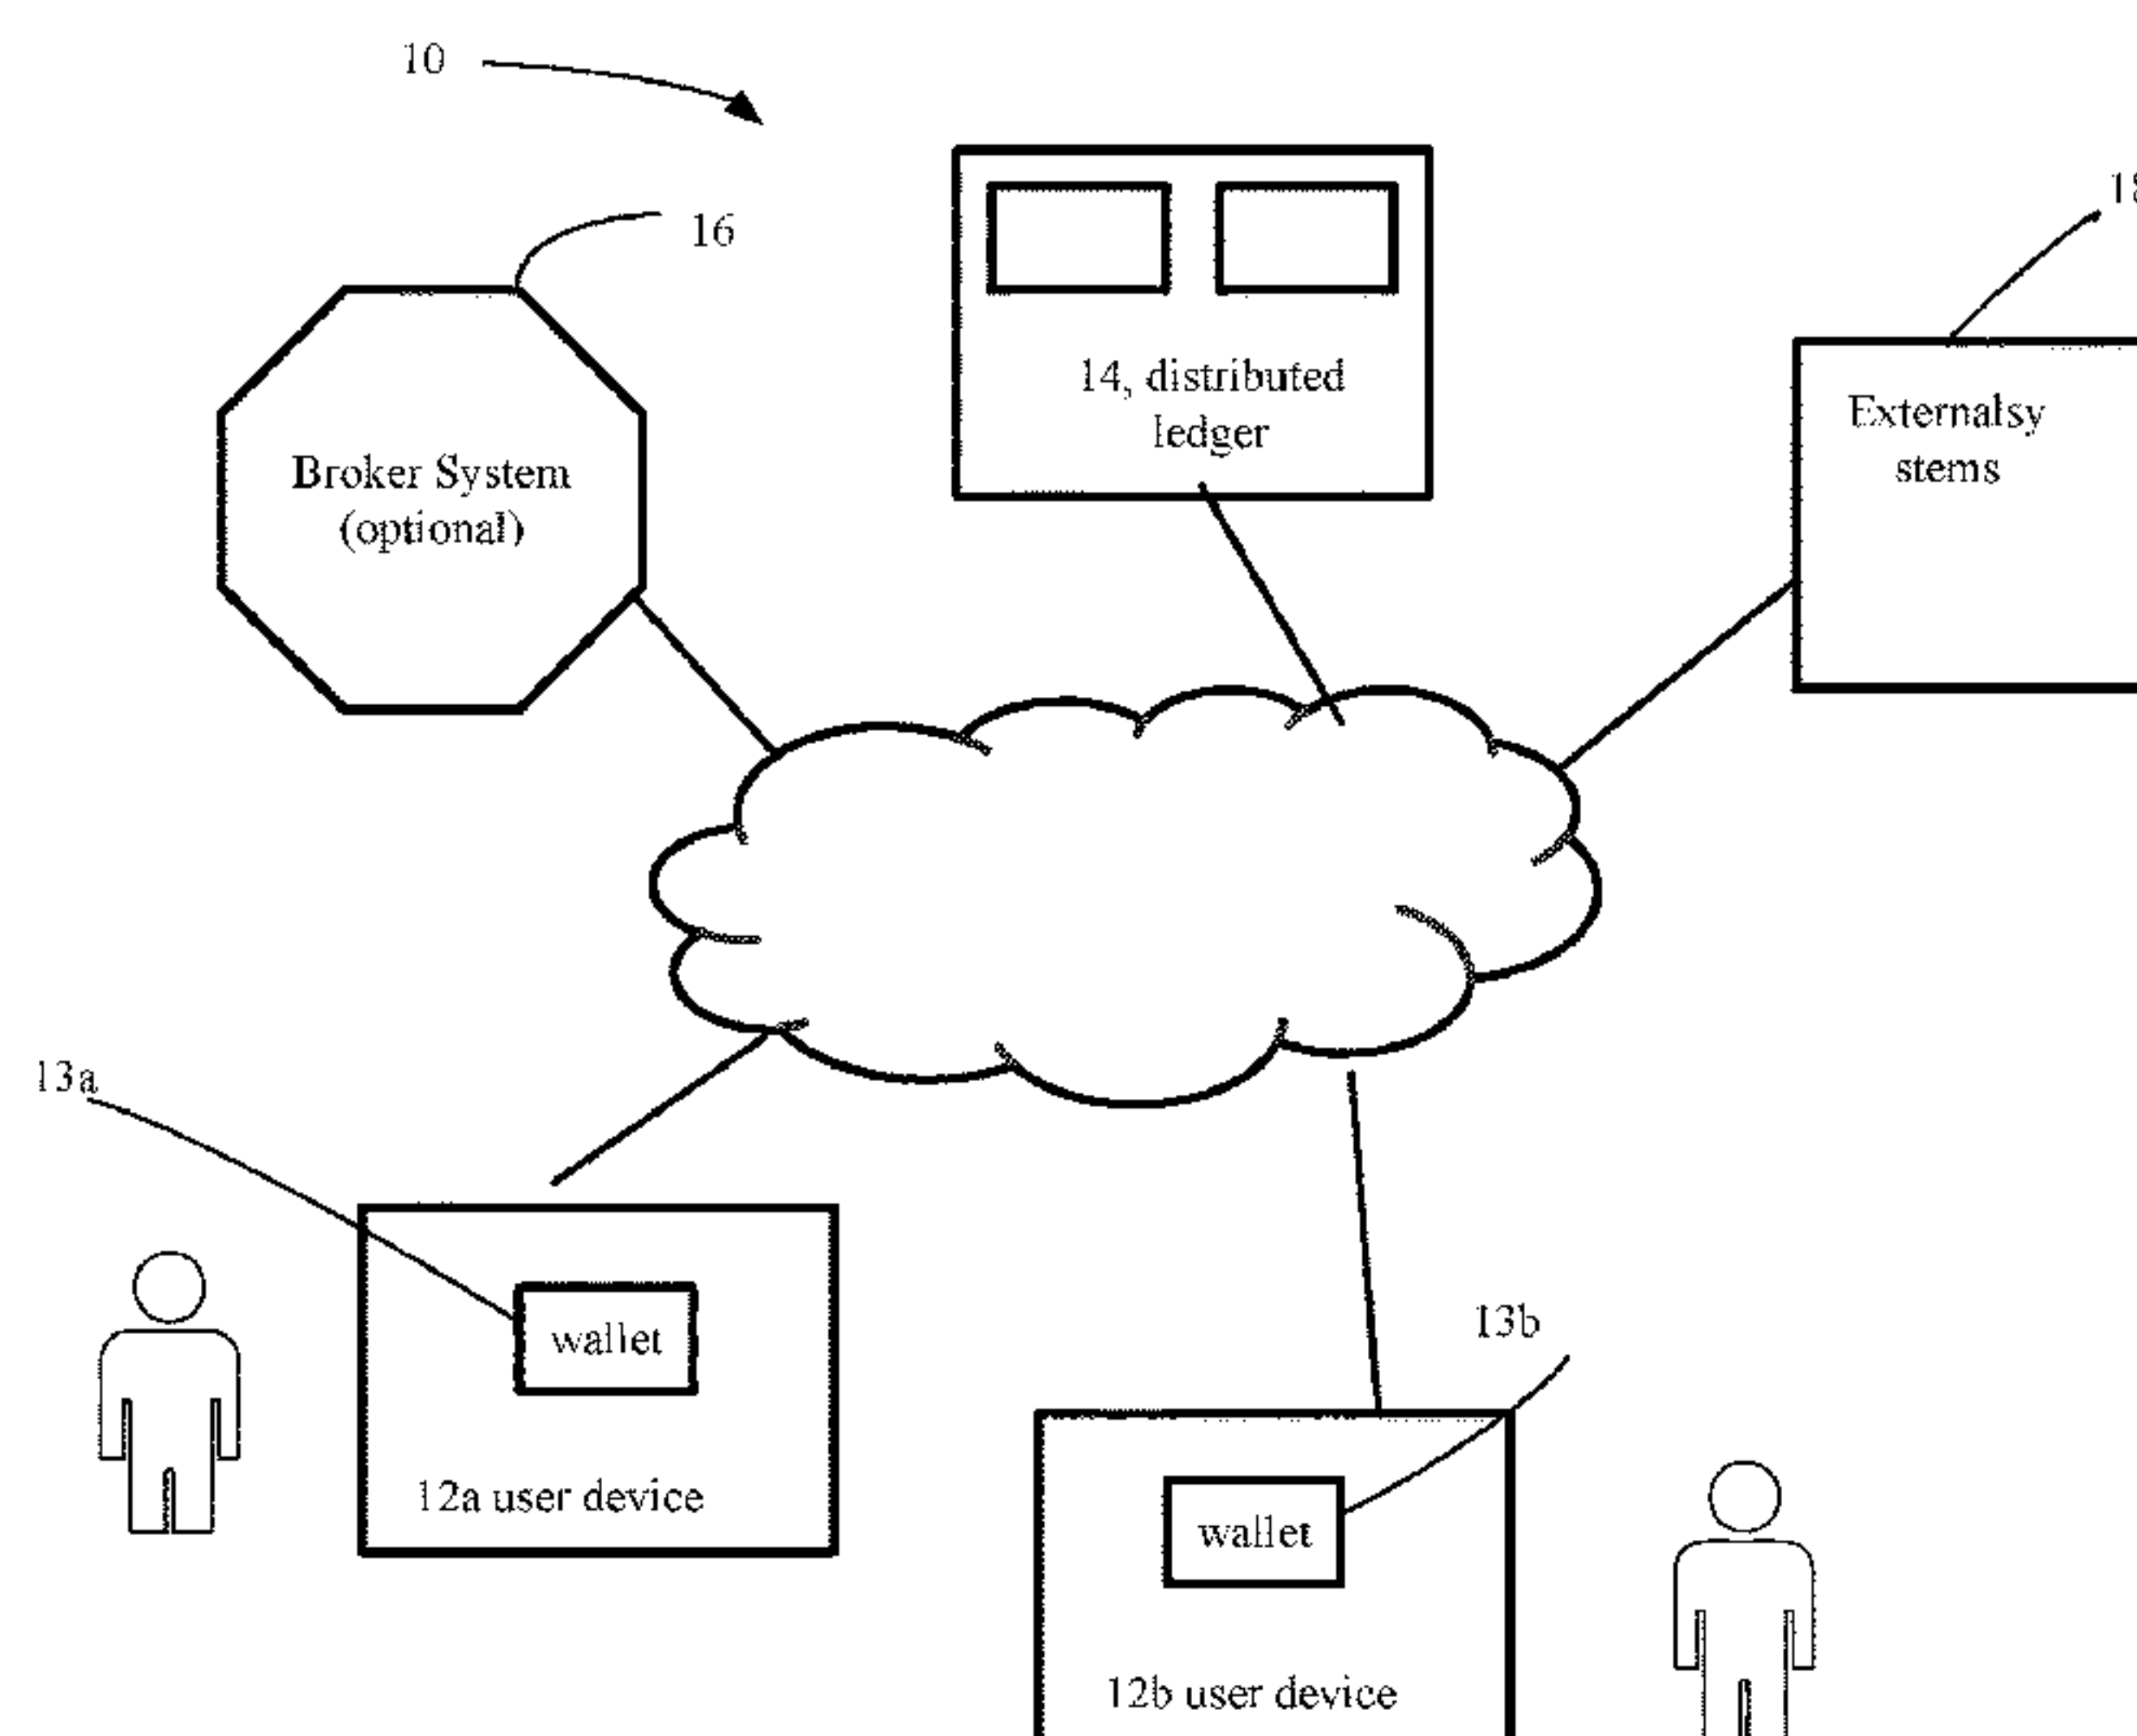 10
16
18
14, distributed
ledger
Externalsy
stems
Broker System
(optional)
13a
13b
wallet
12a user device
wallet
12b user device